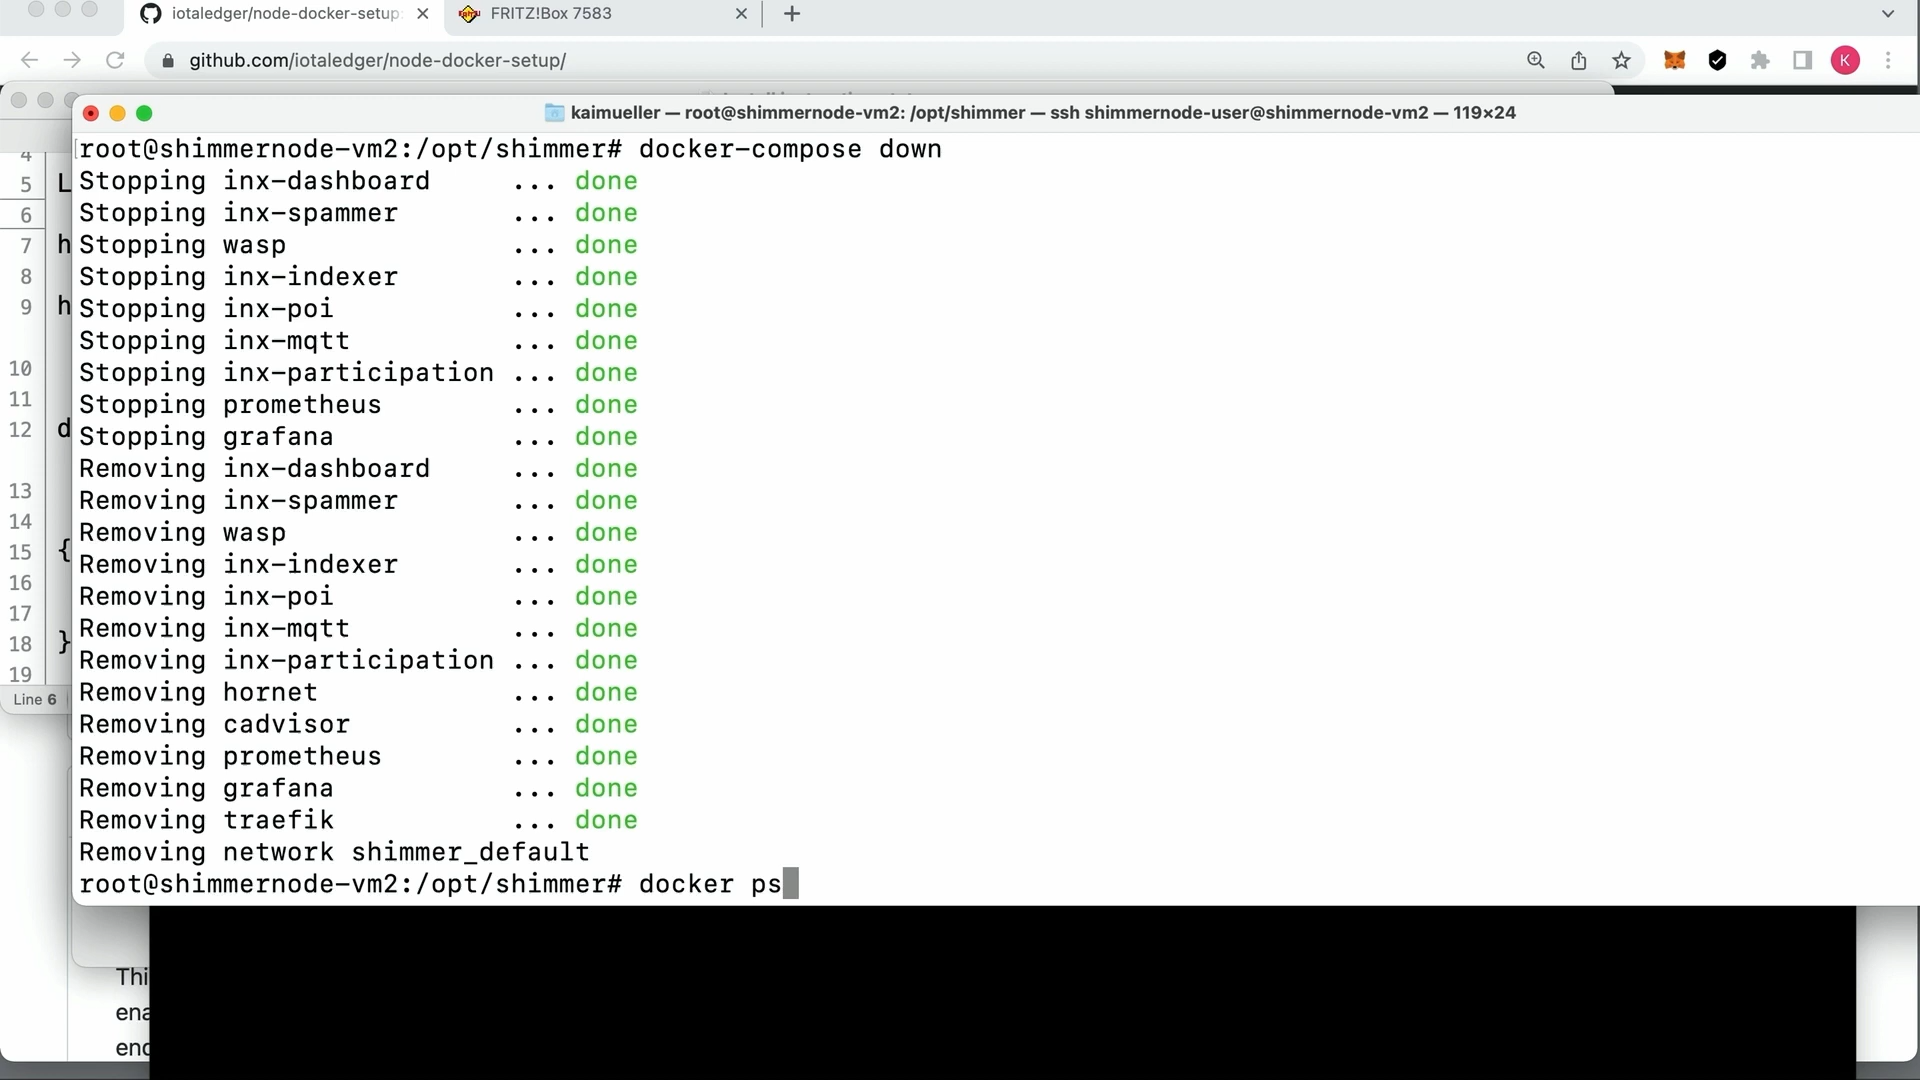 iotaledger/node-docker-setup:
FRITZ!Box 7583
github.com/iotaledger/node-docker-setup/
K
kaimueller — root@shimmernode-vm2: /opt/shimmer — ssh shimmernode-user@shimmernode-vm2 — 119×24
root@shimmernode-vm2:/opt/shimmer# docker-compose down
Stopping inx-dashboard ... done
Stopping inx-spammer ... done
Stopping wasp ... done
Stopping inx-indexer ... done
Stopping inx-poi ... done
Stopping inx-mqtt ... done
Stopping inx-participation ... done
Stopping prometheus ... done
Stopping grafana ... done
Removing inx-dashboard ... done
Removing inx-spammer ... done
Removing wasp ... done
Removing inx-indexer ... done
Removing inx-poi ... done
Removing inx-mqtt ... done
Removing inx-participation ... done
Removing hornet ... done
Removing cadvisor ... done
Removing prometheus ... done
Removing grafana ... done
Removing traefik ... done
Removing network shimmer_default
root@shimmernode-vm2:/opt/shimmer# docker ps
4
5 L
6
7 h
8
9 h
10
11
12 d
13
14
15 {
16
17
18 }
19
Line 6
Thi
ena
end